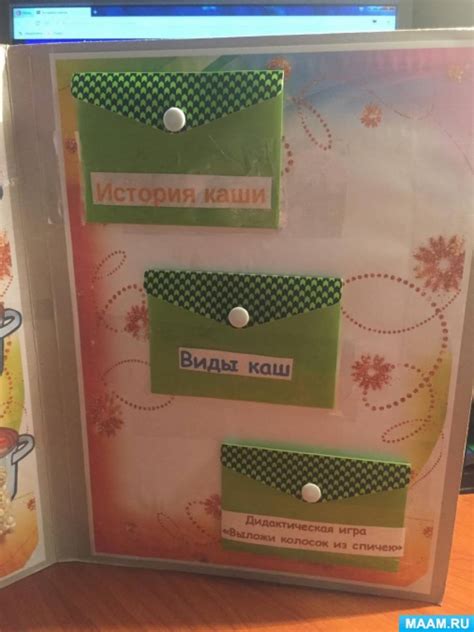 История каши
Виды каш
Дидактическая игра
«Выложи колосок из спичек»
MAAM.RU